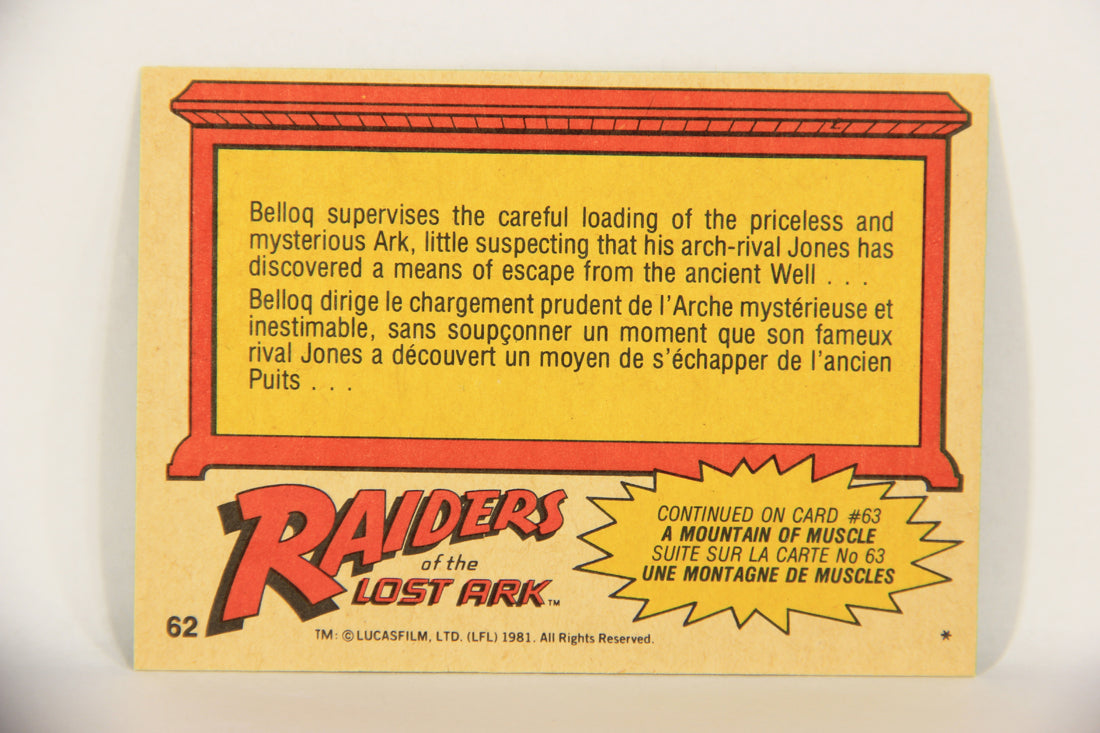 Belloq supervises the careful loading of the priceless and
mysterious Ark, little suspecting that his arch-rival Jones has
discovered a means of escape from the ancient Well . . .
Belloq dirige le chargement prudent de l'Arche mystérieuse et
inestimable, sans soupçonner un moment que son fameux
rival Jones a découvert un moyen de s'échapper de l'ancien
Puits . . .
RAIDERS
of the
LOST ARK™
CONTINUED ON CARD #63
A MOUNTAIN OF MUSCLE
SUITE SUR LA CARTE No 63
UNE MONTAGNE DE MUSCLES
62
TM: © LUCASFILM, LTD. (LFL) 1981. All Rights Reserved.
*